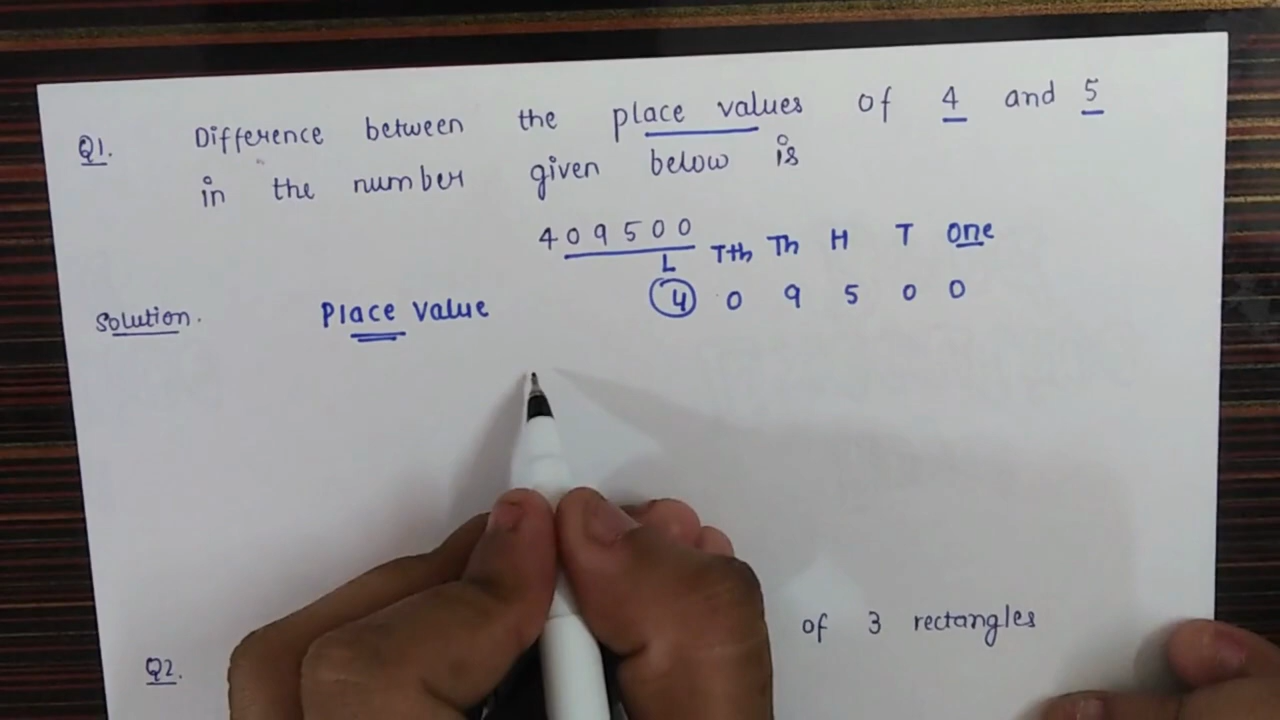 Q1. Difference between the place values of 4 and 5
in the number given below is
409500
L Tth Th H T One
4 0 9 5 0 0
Solution. Place Value
of 3 rectangles
Q2.